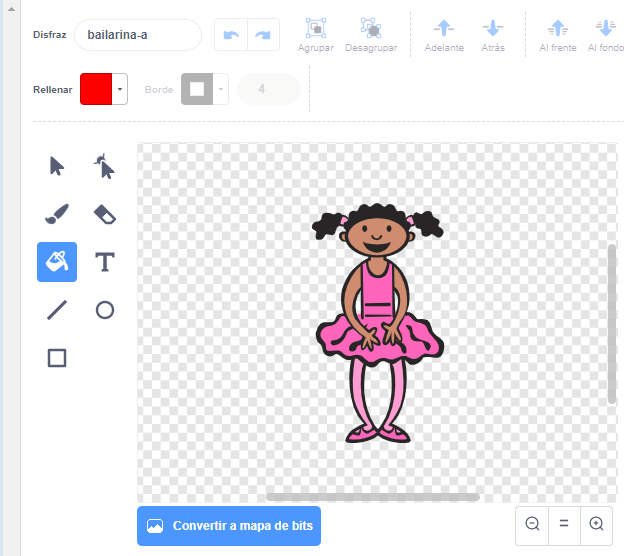 Disfraz bailarina-a
Agrupar Desagrupar Adelante Atrás Al frente Al fondo
Rellenar Borde 4
T
Convertir a mapa de bits